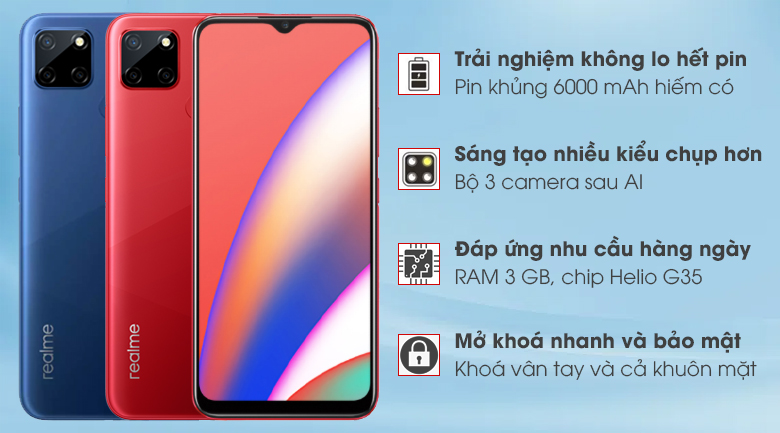 realme
realme
Trải nghiệm không lo hết pin
Pin khủng 6000 mAh hiếm có
Sáng tạo nhiều kiểu chụp hơn
Bộ 3 camera sau AI
Đáp ứng nhu cầu hàng ngày
RAM 3 GB, chip Helio G35
Mở khoá nhanh và bảo mật
Khoá vân tay và cả khuôn mặt